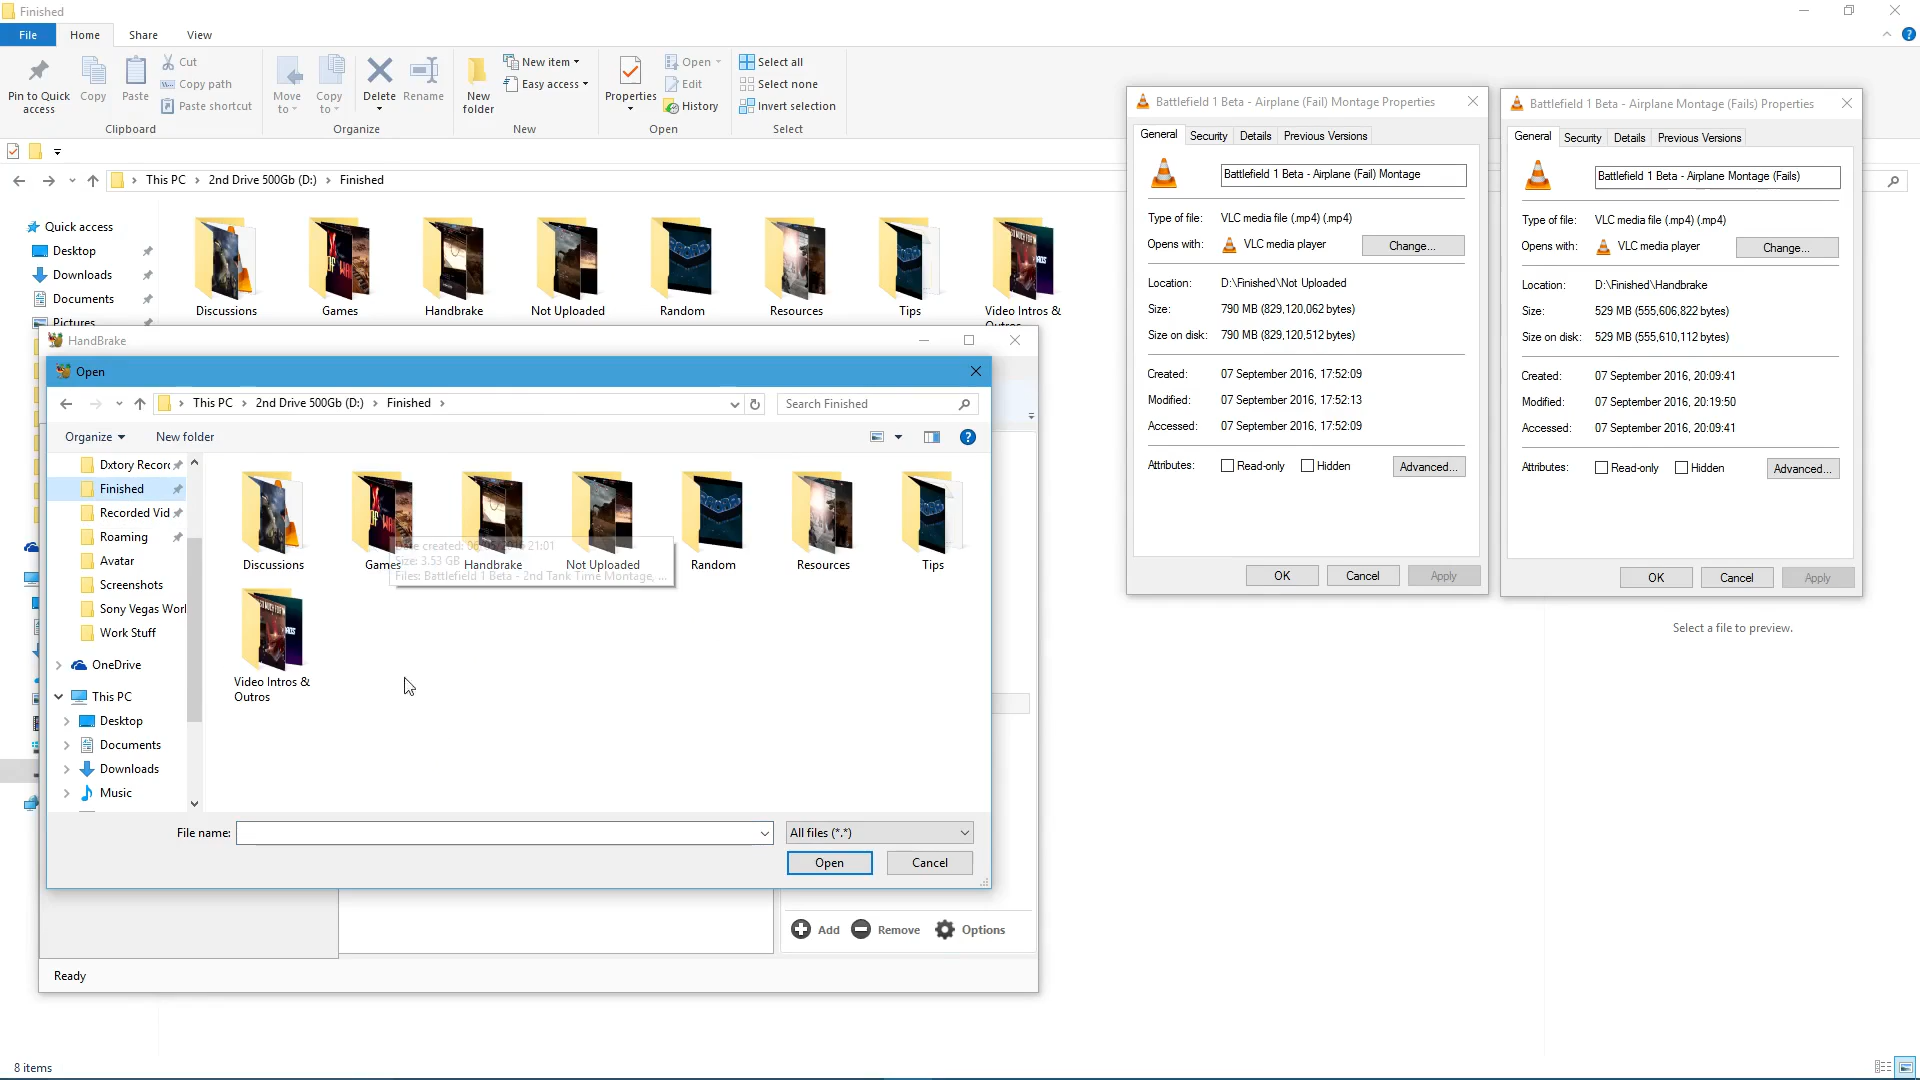 Finished
File
Home
Share
View
Pin to Quick access
Copy
Paste
Cut
Copy path
Paste shortcut
Clipboard
Move to
Copy to
Delete
Rename
Organize
New folder
New item
Easy access
New
Properties
Open
Edit
History
Open
Select all
Select none
Invert selection
Select
This PC
2nd Drive 500Gb (D:)
Finished
Quick access
Desktop
Downloads
Documents
Pictures
Discussions
Games
Handbrake
Not Uploaded
Random
Resources
Tips
Video Intros &
Outros
HandBrake
Open
This PC
2nd Drive 500Gb (D:)
Finished
Search Finished
Organize
New folder
Dxtory Recor
Finished
Recorded Vid
Roaming
Avatar
Screenshots
Sony Vegas Worl
Work Stuff
OneDrive
This PC
Desktop
Documents
Downloads
Music
Discussions
Games
Handbrake
Not Uploaded
Random
Resources
Tips
Size: 3.53 GB
Files: Battlefield 1 Beta - 2nd Tank Time Montage, ...
Video Intros &
Outros
File name:
All files (*.*)
Open
Cancel
Add
Remove
Options
Ready
8 items
Battlefield 1 Beta - Airplane (Fail) Montage Properties
General
Security
Details
Previous Versions
Battlefield 1 Beta - Airplane (Fail) Montage
Type of file: VLC media file (.mp4) (.mp4)
Opens with: VLC media player
Change...
Location: D:\Finished\Not Uploaded
Size: 790 MB (829,120,062 bytes)
Size on disk: 790 MB (829,120,512 bytes)
Created: 07 September 2016, 17:52:09
Modified: 07 September 2016, 17:52:13
Accessed: 07 September 2016, 17:52:09
Attributes: Read-only Hidden
Advanced...
OK
Cancel
Apply
Battlefield 1 Beta - Airplane Montage (Fails) Properties
General
Security
Details
Previous Versions
Battlefield 1 Beta - Airplane Montage (Fails)
Type of file: VLC media file (.mp4) (.mp4)
Opens with: VLC media player
Change...
Location: D:\Finished\Handbrake
Size: 529 MB (555,606,822 bytes)
Size on disk: 529 MB (555,610,112 bytes)
Created: 07 September 2016, 20:09:41
Modified: 07 September 2016, 20:19:50
Accessed: 07 September 2016, 20:09:41
Attributes: Read-only Hidden
Advanced...
OK
Cancel
Apply
Select a file to preview.